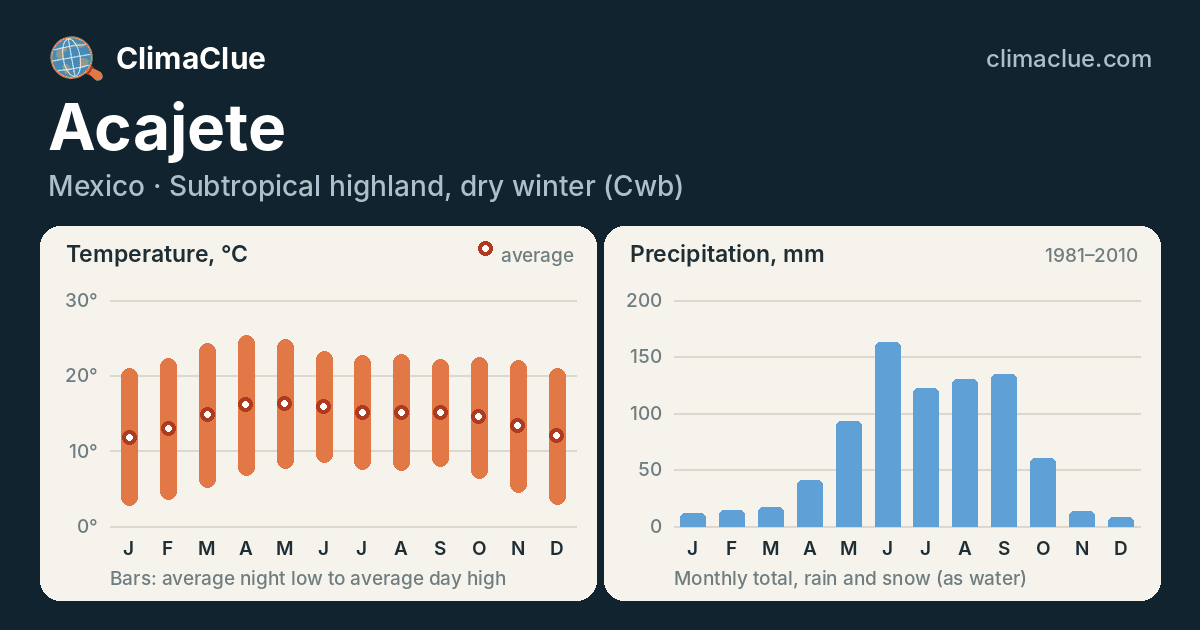 ClimaClue
climaclue.com
Acajete
Mexico · Subtropical highland, dry winter (Cwb)
Temperature, °C
average
30°
20°
10°
0°
J F M A M J J A S O N D
Bars: average night low to average day high
Precipitation, mm
1981–2010
200
150
100
50
0
J F M A M J J A S O N D
Monthly total, rain and snow (as water)